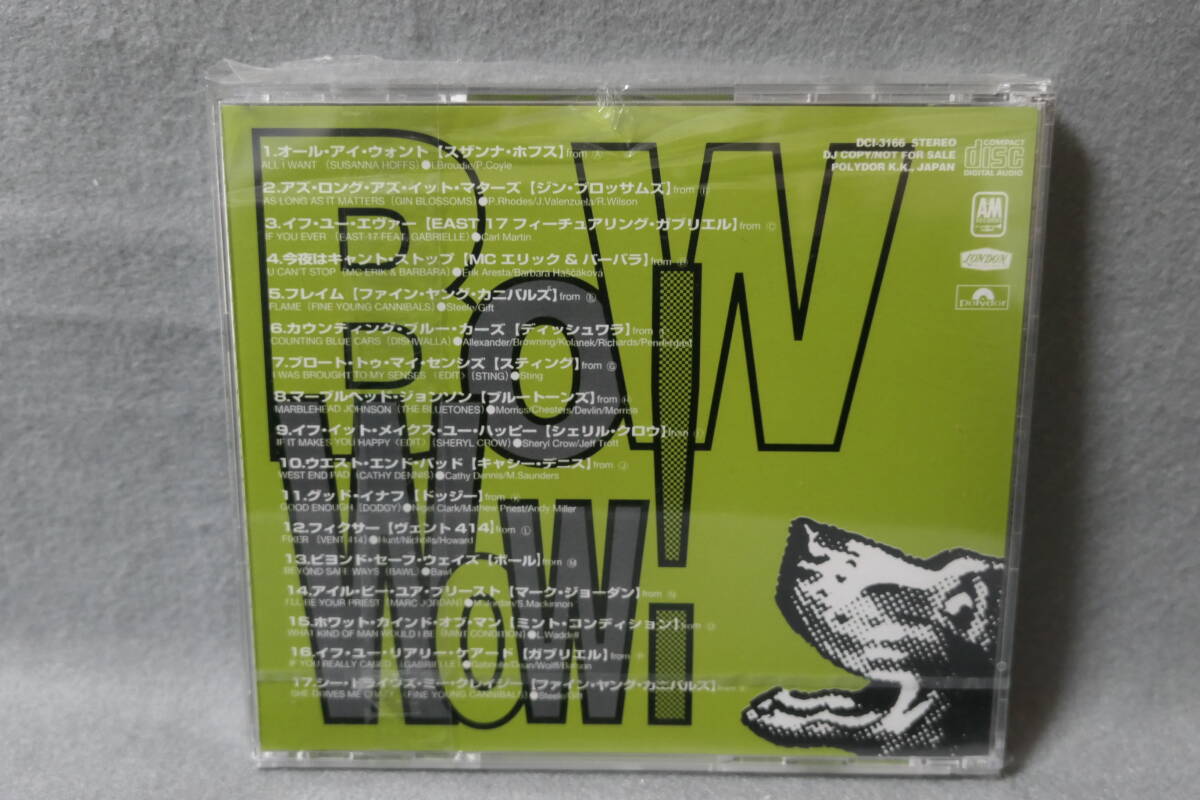 BOW
WOW!
DCI-3166 STEREO
DJ COPY/NOT FOR SALE
POLYDOR K.K., JAPAN
COMPACT
disc
DIGITAL AUDIO
AM
LONDON
polydor
1.オール・アイ・ウォント【スザンナ・ホフス】from Ⓐ
ALL I WANT (SUSANNA HOFFS)●I.Broudie/P.Coyle
2.アズ・ロング・アズ・イット・マターズ【ジン・ブロッサムズ】from
AS LONG AS IT MATTERS (GIN BLOSSOMS)●P.Rhodes/J.Valenzuela/R.Wilson
3.イフ・ユー・エヴァー【EAST 17 フィーチュアリング・ガブリエル】from Ⓒ
IF YOU EVER (EAST 17 FEAT. GABRIELLE)●Carl Martin
4.今夜はキャント・ストップ【MC エリック & バーバラ】from
U CAN'T STOP (MC ERIK & BARBARA)●Erik Aresta/Barbara Haščáková
5.フレイム【ファイン・ヤング・カニバルズ】from Ⓔ
FLAME (FINE YOUNG CANNIBALS)●Steele/Gift
6.カウンティング・ブルー・カーズ【ディッシュワラ】from
COUNTING BLUE CARS (DISHWALLA)●Alexander/Browning/Kolanek/Richards/Pendergast
7.ブロート・トゥ・マイ・センシズ【スティング】from Ⓖ
I WAS BROUGHT TO MY SENSES (EDIT) (STING)●Sting
8.マーブルヘッド・ジョンソン【ブルートーンズ】from Ⓗ
MARBLEHEAD JOHNSON (THE BLUETONES)●Morriss/Chesters/Devlin/Morriss
9.イフ・イット・メイクス・ユー・ハッピー【シェリル・クロウ】from
IF IT MAKES YOU HAPPY (EDIT) (SHERYL CROW)●Sheryl Crow/Jeff Trott
10.ウエスト・エンド・パッド【キャシー・デニス】from Ⓙ
WEST END PAD (CATHY DENNIS)●Cathy Dennis/M.Saunders
11.グッド・イナフ【ドッジー】from Ⓚ
GOOD ENOUGH (DODGY)●Nigel Clark/Mathew Priest/Andy Miller
12.フィクサー【ヴェント 414】from Ⓛ
FIXER (VENT 414)●Hunt/Nicholls/Howard
13.ビヨンド・セーフ・ウェイズ【ボール】from Ⓜ
BEYOND SAFE WAYS (BAWL)●Bawl
14.アイル・ビー・ユア・プリースト【マーク・ジョーダン】from Ⓝ
I'LL BE YOUR PRIEST (MARC JORDAN)●M.Jordan/S.Mackinnon
15.ホワット・カインド・オブ・マン【ミント・コンディション】from Ⓞ
WHAT KIND OF MAN WOULD I BE (MINT CONDITION)●L.Waddell
16.イフ・ユー・リアリー・ケアード【ガブリエル】from Ⓟ
IF YOU REALLY CARED (GABRIELLE)●Gabrielle/Dean/Wolff/Barson
17.シー・ドライヴズ・ミー・クレイジー【ファイン・ヤング・カニバルズ】from
SHE DRIVES ME CRAZY (FINE YOUNG CANNIBALS)●Steele/Gift